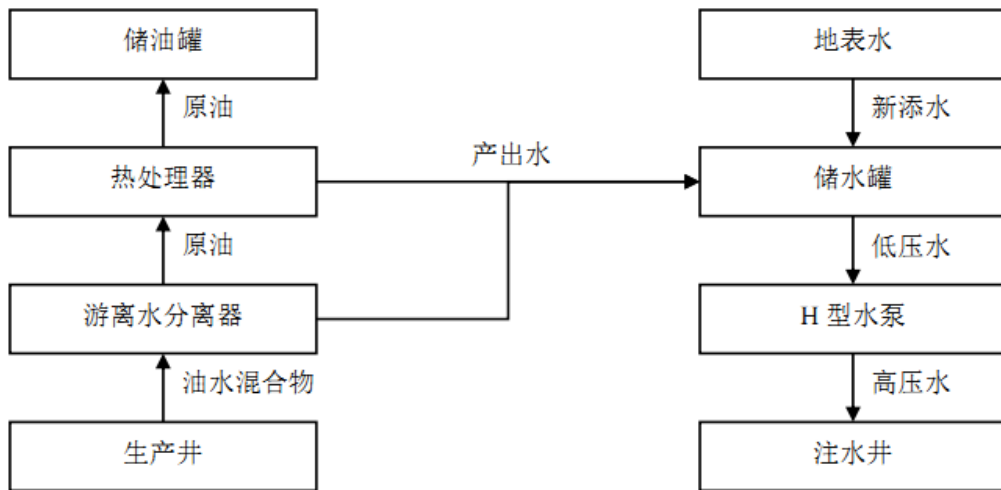 储油罐
地表水
原油
新添水
产出水
热处理器
储水罐
原油
低压水
游离水分离器
H 型水泵
油水混合物
高压水
生产井
注水井